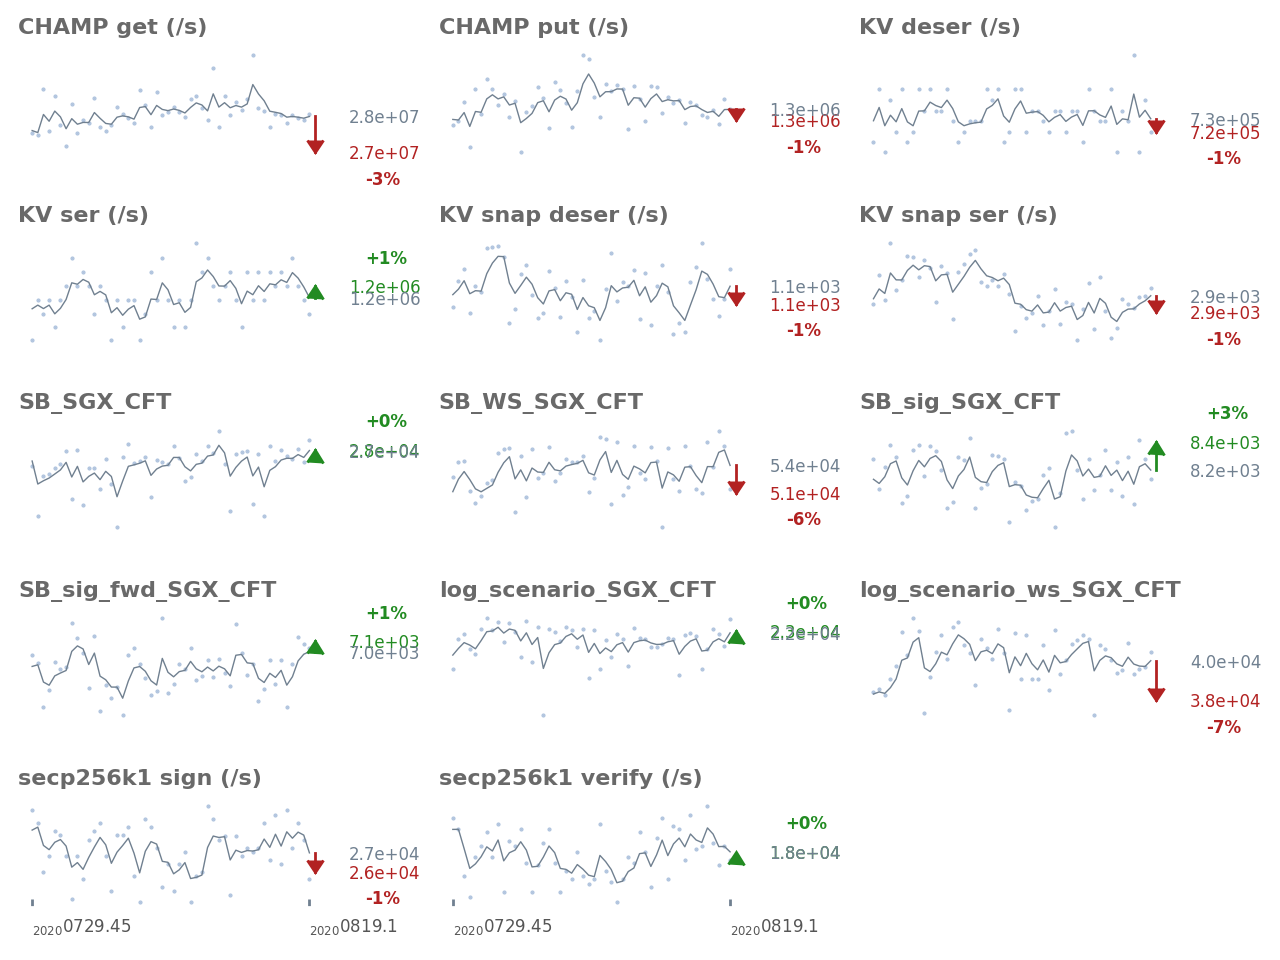 CHAMP get (/s)
2.8e+07
2.7e+07
-3%
CHAMP put (/s)
1.3e+06
1.3e+06
-1%
KV deser (/s)
7.3e+05
7.2e+05
-1%
KV ser (/s)
+1%
1.2e+06
1.2e+06
KV snap deser (/s)
1.1e+03
1.1e+03
-1%
KV snap ser (/s)
2.9e+03
2.9e+03
-1%
SB_SGX_CFT
+0%
SB_WS_SGX_CFT
5.4e+04
5.1e+04
-6%
SB_sig_SGX_CFT
+3%
8.4e+03
8.2e+03
SB_sig_fwd_SGX_CFT
+1%
7.1e+03
7.0e+03
log_scenario_SGX_CFT
+0%
log_scenario_ws_SGX_CFT
4.0e+04
3.8e+04
-7%
secp256k1 sign (/s)
2.7e+04
2.6e+04
-1%
secp256k1 verify (/s)
+0%
1.8e+04
20200729.45
20200819.1
20200729.45
20200819.1